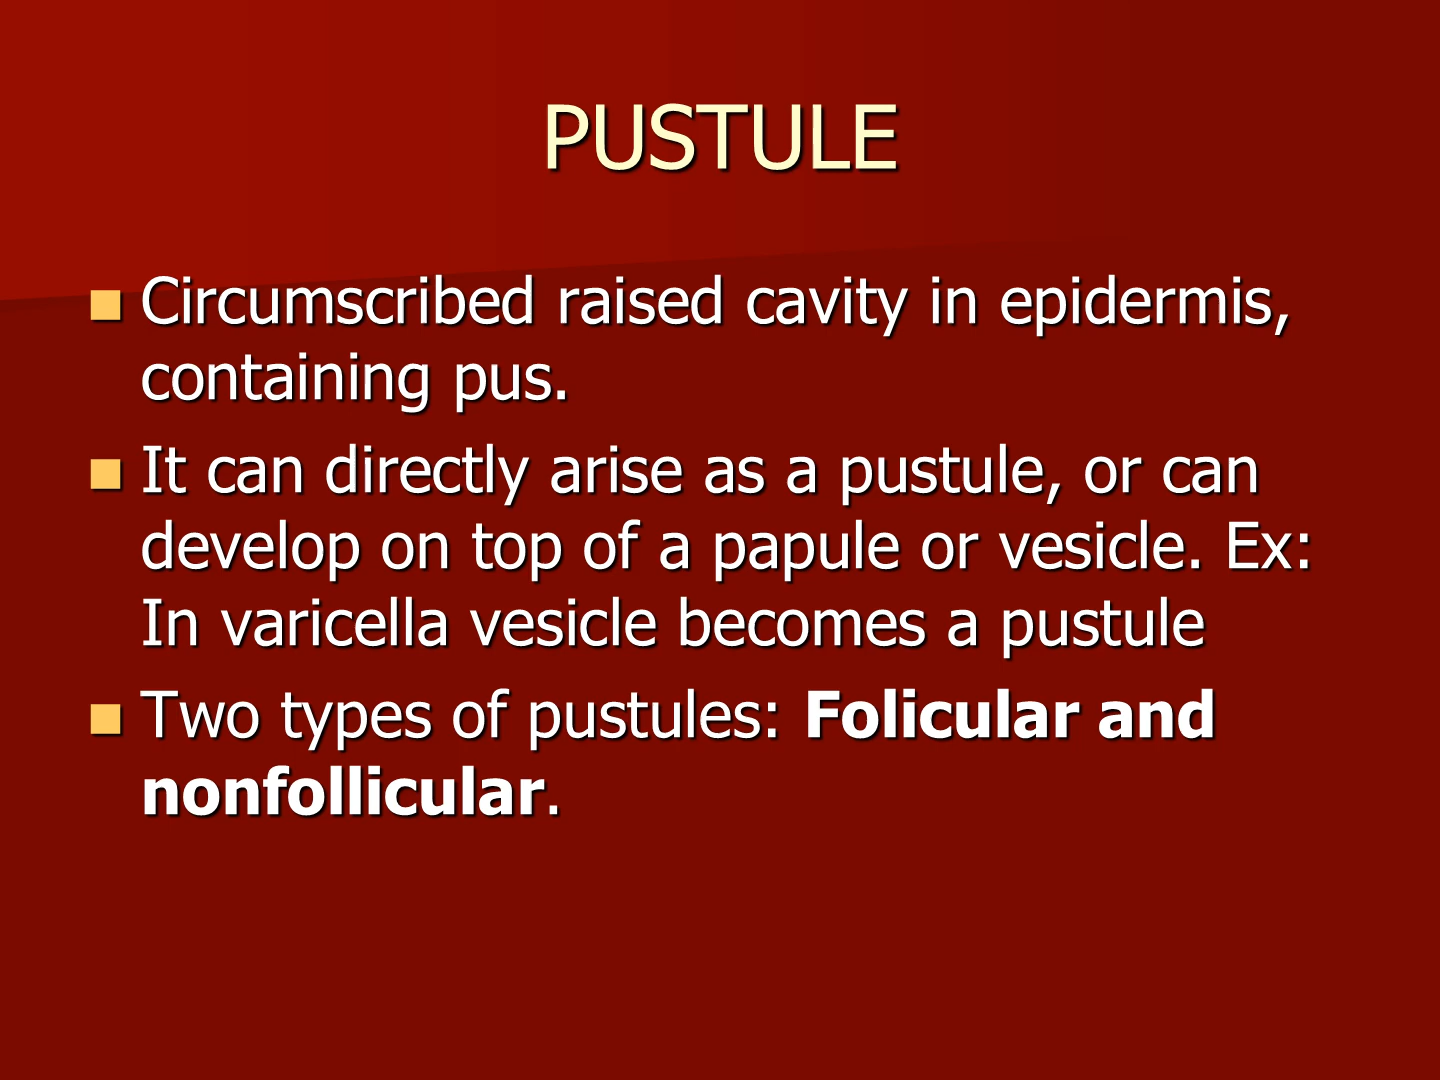 PUSTULE
Circumscribed raised cavity in epidermis,
containing pus.
It can directly arise as a pustule, or can
develop on top of a papule or vesicle. Ex:
In varicella vesicle becomes a pustule
Two types of pustules: Folicular and
nonfollicular.